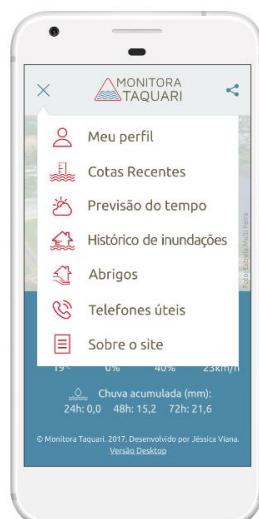 MONITORA
TAQUARI
Meu perfil
Cotas Recentes
Previsão do tempo
Histórico de inundações
Abrigos
Telefones úteis
Sobre o site
0% 40% 23km/h
Chuva acumulada (mm):
24h: 0,0 48h: 15,2 72h: 21,6
© Monitora Taquari. 2017. Desenvolvido por Jéssica Viana.
Versão Desktop